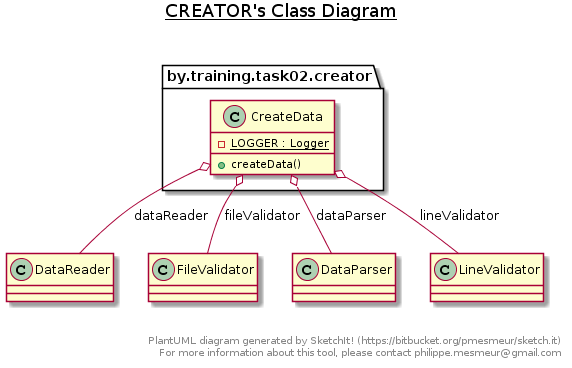 CREATOR's Class Diagram
by.training.task02.creator
C CreateData
LOGGER : Logger
createData()
dataReader fileValidator dataParser lineValidator
C DataReader C FileValidator C DataParser C LineValidator
PlantUML diagram generated by SketchIt! (https://bitbucket.org/pmesmeur/sketch.it)
For more information about this tool, please contact philippe.mesmeur@gmail.com